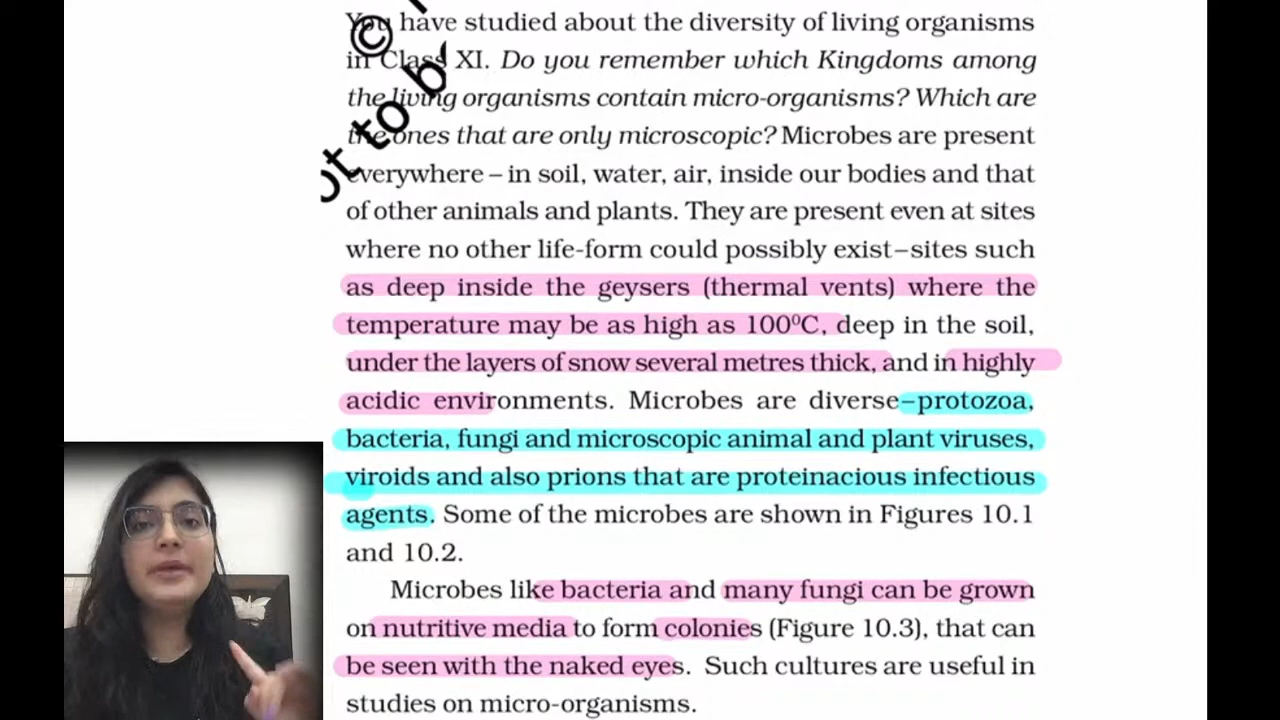 You have studied about the diversity of living organisms
in Class XI. Do you remember which Kingdoms among
the living organisms contain micro-organisms? Which are
the ones that are only microscopic? Microbes are present
everywhere – in soil, water, air, inside our bodies and that
of other animals and plants. They are present even at sites
where no other life-form could possibly exist–sites such
as deep inside the geysers (thermal vents) where the
temperature may be as high as 100⁰C, deep in the soil,
under the layers of snow several metres thick, and in highly
acidic environments. Microbes are diverse–protozoa,
bacteria, fungi and microscopic animal and plant viruses,
viroids and also prions that are proteinacious infectious
agents. Some of the microbes are shown in Figures 10.1
and 10.2.
Microbes like bacteria and many fungi can be grown
on nutritive media to form colonies (Figure 10.3), that can
be seen with the naked eyes. Such cultures are useful in
studies on micro-organisms.
©
to b